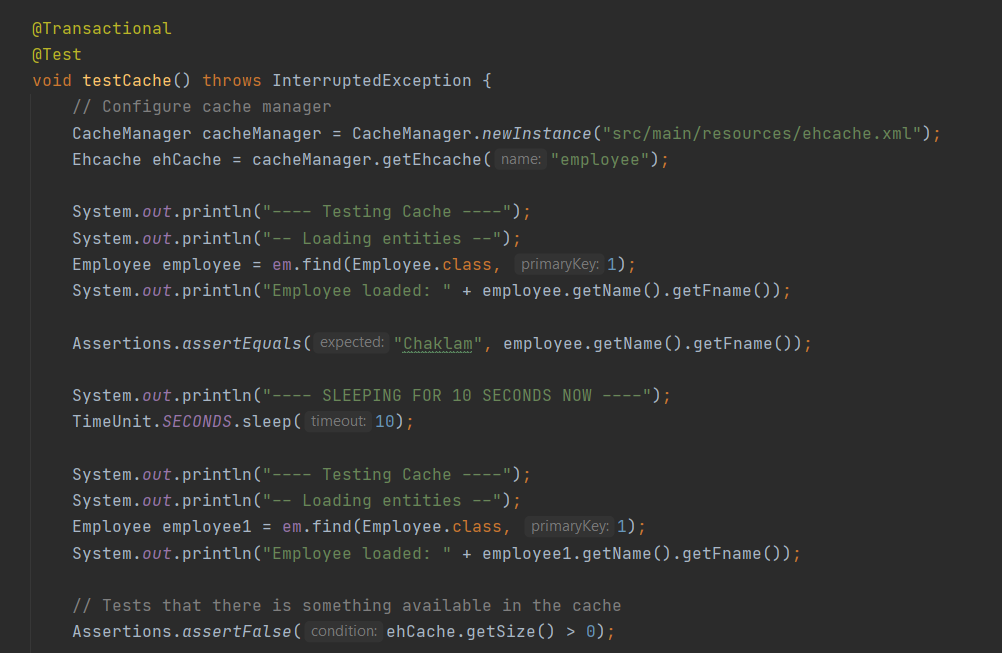 @Transactional
@Test
void testCache() throws InterruptedException {
// Configure cache manager
CacheManager cacheManager = CacheManager.newInstance("src/main/resources/ehcache.xml");
Ehcache ehCache = cacheManager.getEhcache( name: "employee");
System.out.println("---- Testing Cache ----");
System.out.println("-- Loading entities --");
Employee employee = em.find(Employee.class, primaryKey: 1);
System.out.println("Employee loaded: " + employee.getName().getFname());
Assertions.assertEquals( expected: "Chaklam", employee.getName().getFname());
System.out.println("---- SLEEPING FOR 10 SECONDS NOW ----");
TimeUnit.SECONDS.sleep( timeout: 10);
System.out.println("---- Testing Cache ----");
System.out.println("-- Loading entities --");
Employee employee1 = em.find(Employee.class, primaryKey: 1);
System.out.println("Employee loaded: " + employee1.getName().getFname());
// Tests that there is something available in the cache
Assertions.assertFalse( condition: ehCache.getSize() > 0);